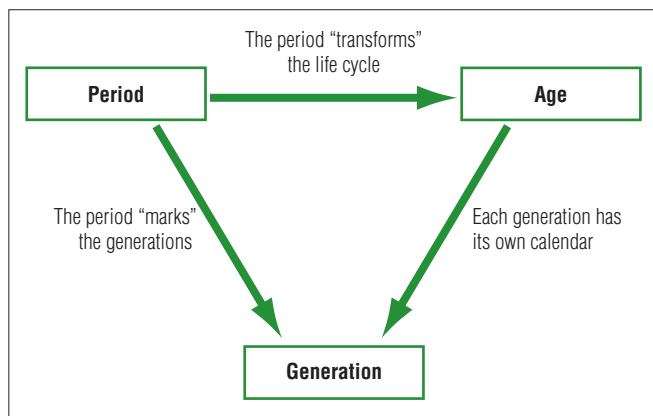 The period “transforms”
the life cycle
Period
Age
The period “marks”
the generations
Each generation has
its own calendar
Generation